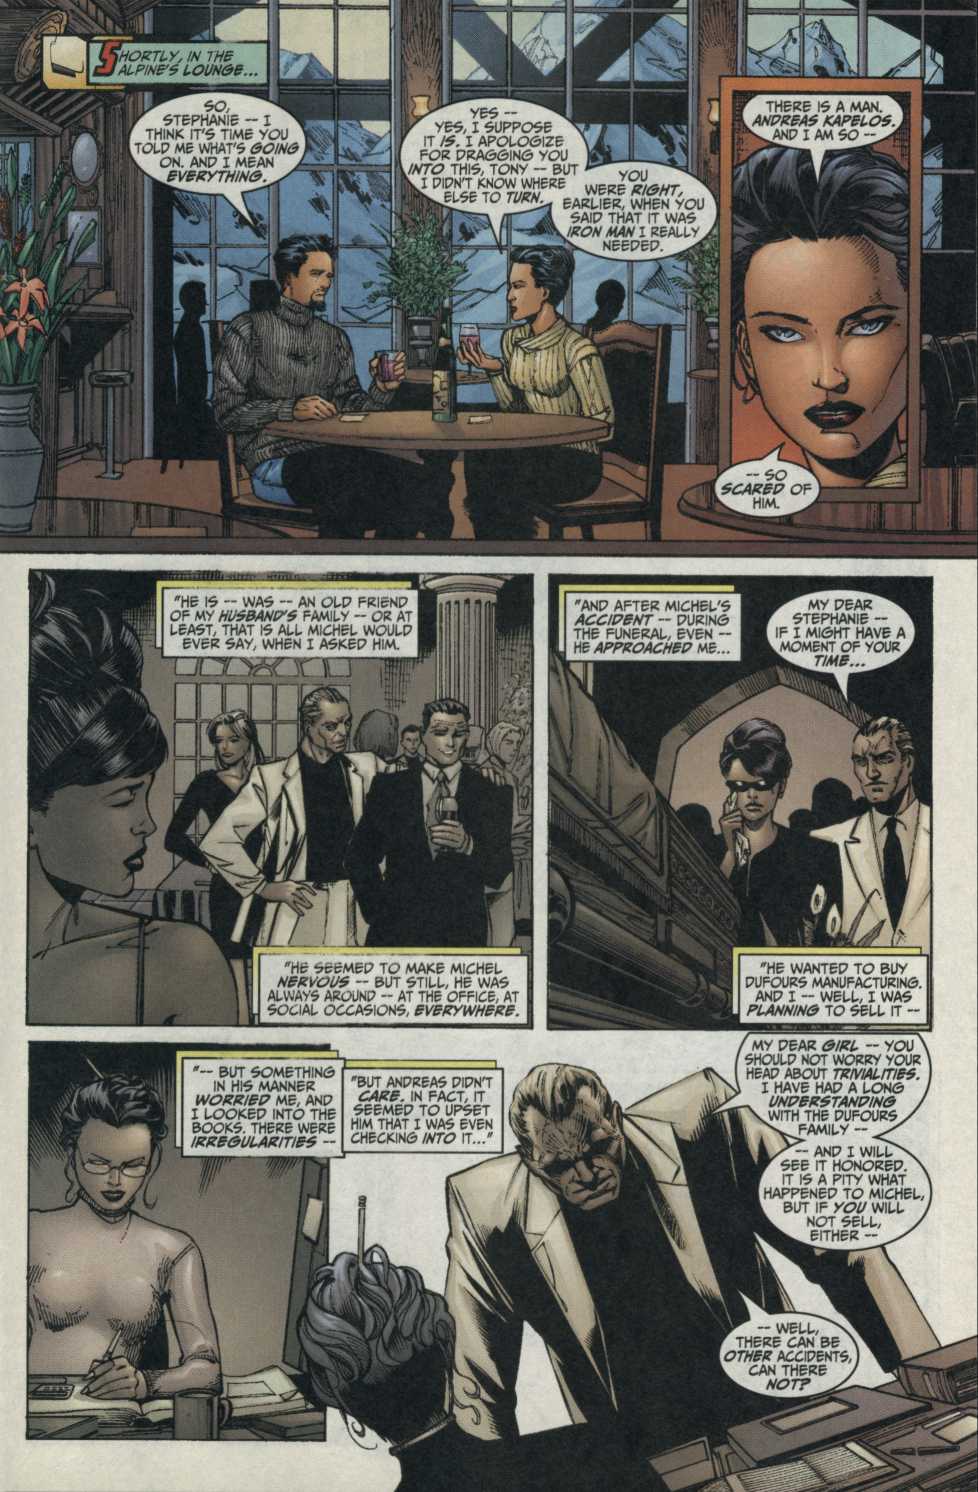 SHORTLY, IN THE
ALPINE'S LOUNGE...
SO,
STEPHANIE -- I
THINK IT'S TIME YOU
TOLD ME WHAT'S GOING
ON. AND I MEAN
EVERYTHING.
YES --
YES, I SUPPOSE
IT IS. I APOLOGIZE
FOR DRAGGING YOU
INTO THIS, TONY -- BUT
I DIDN'T KNOW WHERE
ELSE TO TURN.
YOU
WERE RIGHT,
EARLIER, WHEN YOU
SAID THAT IT WAS
IRON MAN I REALLY
NEEDED.
THERE IS A MAN.
ANDREAS KAPELOS.
AND I AM SO --
-- SO
SCARED OF
HIM.
"HE IS -- WAS -- AN OLD FRIEND
OF MY HUSBAND'S FAMILY -- OR AT
LEAST, THAT IS ALL MICHEL WOULD
EVER SAY, WHEN I ASKED HIM.
"HE SEEMED TO MAKE MICHEL
NERVOUS -- BUT STILL, HE WAS
ALWAYS AROUND -- AT THE OFFICE, AT
SOCIAL OCCASIONS, EVERYWHERE.
"AND AFTER MICHEL'S
ACCIDENT -- DURING
THE FUNERAL, EVEN --
HE APPROACHED ME...
MY DEAR
STEPHANIE --
IF I MIGHT HAVE A
MOMENT OF YOUR
TIME...
"HE WANTED TO BUY
DUFOURS MANUFACTURING.
AND I -- WELL, I WAS
PLANNING TO SELL IT --
"-- BUT SOMETHING
IN HIS MANNER
WORRIED ME, AND
I LOOKED INTO THE
BOOKS. THERE WERE
IRREGULARITIES --
"BUT ANDREAS DIDN'T
CARE. IN FACT, IT
SEEMED TO UPSET
HIM THAT I WAS EVEN
CHECKING INTO IT..."
MY DEAR GIRL -- YOU
SHOULD NOT WORRY YOUR
HEAD ABOUT TRIVIALITIES.
I HAVE HAD A LONG
UNDERSTANDING
WITH THE DUFOURS
FAMILY --
-- AND I WILL
SEE IT HONORED.
IT IS A PITY WHAT
HAPPENED TO MICHEL,
BUT IF YOU WILL
NOT SELL,
EITHER --
-- WELL,
THERE CAN BE
OTHER ACCIDENTS,
CAN THERE
NOT?